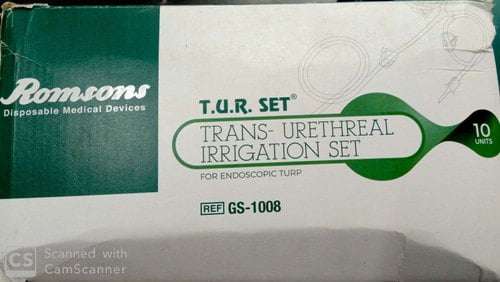 Romsons
Disposable Medical Devices
T.U.R. SET®
TRANS- URETHREAL
IRRIGATION SET
FOR ENDOSCOPIC TURP
10
UNITS
REF GS-1008
CS Scanned with
CamScanner